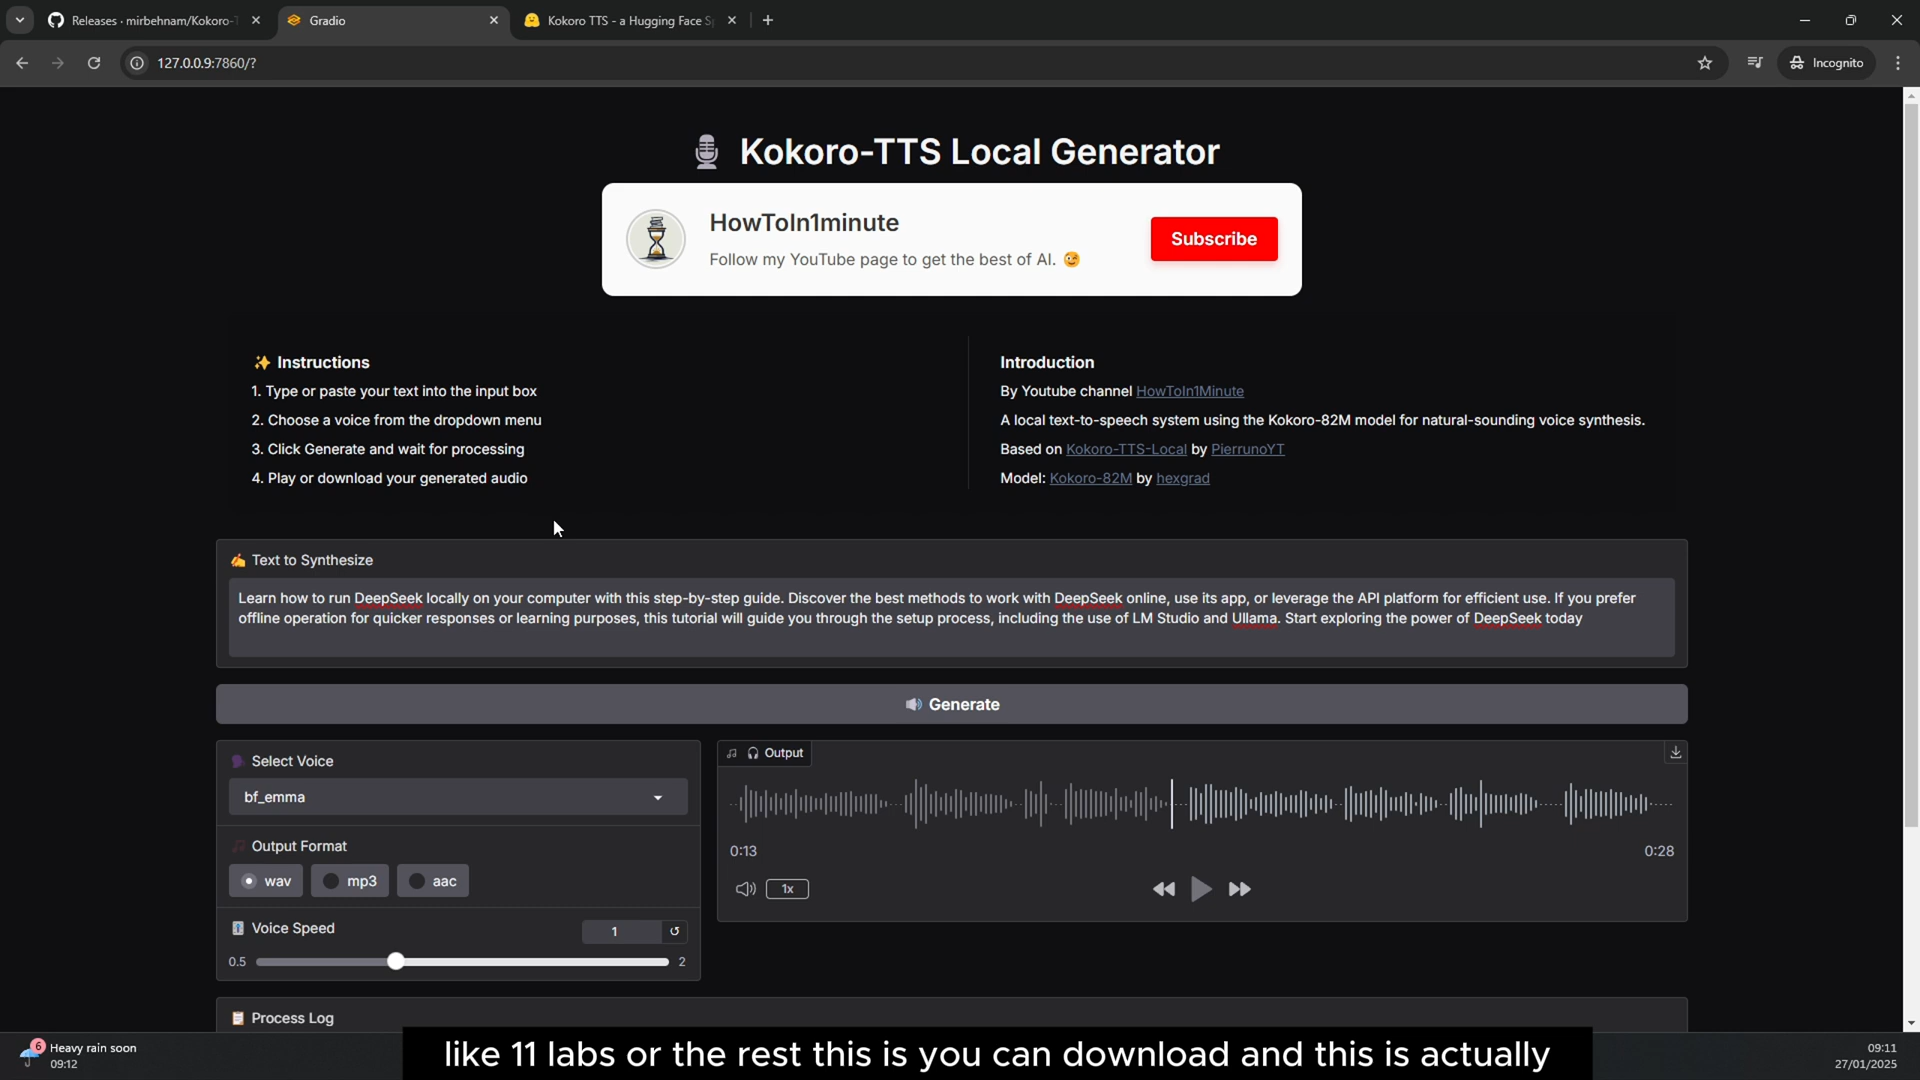 Releases · mirbehnam/Kokoro-T
Gradio
Kokoro TTS - a Hugging Face S
127.0.0.9:7860/?
Incognito
Kokoro-TTS Local Generator
HowToIn1minute
Follow my YouTube page to get the best of AI.
Subscribe
Instructions
1. Type or paste your text into the input box
2. Choose a voice from the dropdown menu
3. Click Generate and wait for processing
4. Play or download your generated audio
Introduction
By Youtube channel HowToIn1Minute
A local text-to-speech system using the Kokoro-82M model for natural-sounding voice synthesis.
Based on Kokoro-TTS-Local by PierrunoYT
Model: Kokoro-82M by hexgrad
Text to Synthesize
Learn how to run DeepSeek locally on your computer with this step-by-step guide. Discover the best methods to work with DeepSeek online, use its app, or leverage the API platform for efficient use. If you prefer
offline operation for quicker responses or learning purposes, this tutorial will guide you through the setup process, including the use of LM Studio and Ullama. Start exploring the power of DeepSeek today
Generate
Select Voice
bf_emma
Output Format
wav
mp3
aac
Voice Speed
1
0.5
2
Output
0:13
0:28
1x
Process Log
6
Heavy rain soon
09:12
like 11 labs or the rest this is you can download and this is actually
09:11
27/01/2025